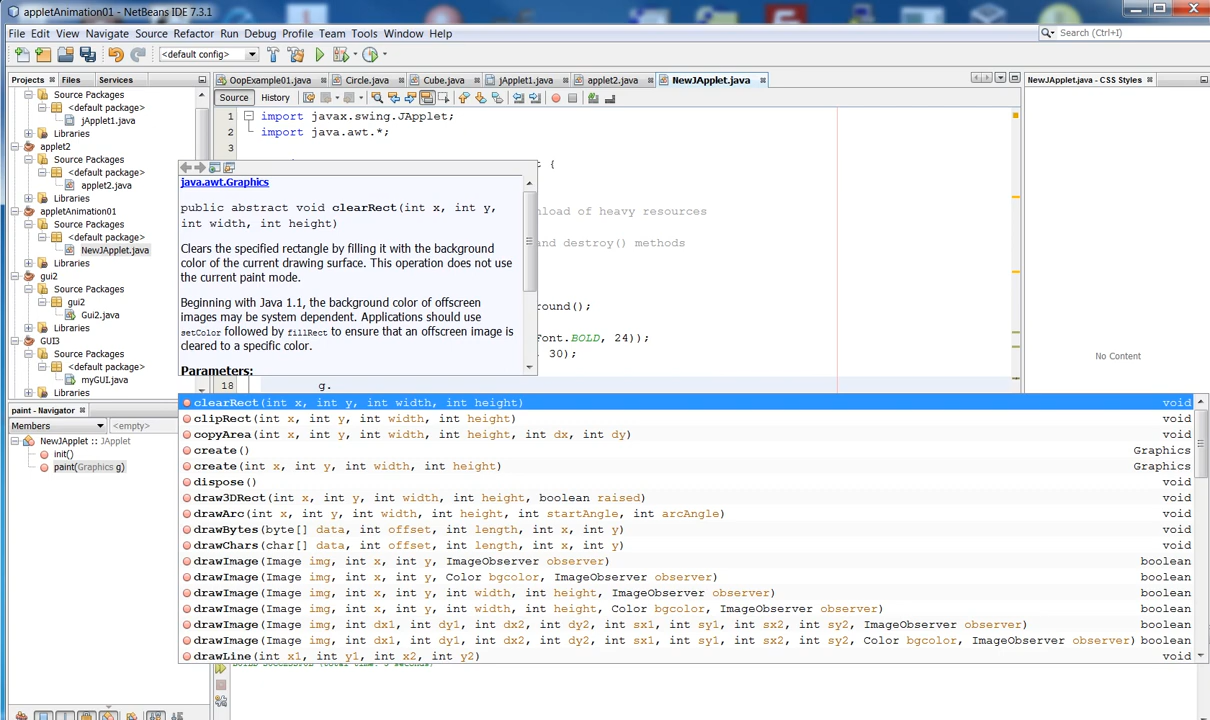 appletAnimation01 - NetBeans IDE 7.3.1
File Edit View Navigate Source Refactor Run Debug Profile Team Tools Window Help
Search (Ctrl+I)
<default config>
Projects Files Services
OopExample01.java Circle.java Cube.java jApplet1.java applet2.java NewJApplet.java
NewJApplet.java - CSS Styles
Source History
Source Packages
<default package>
jApplet1.java
Libraries
applet2
Source Packages
<default package>
applet2.java
Libraries
appletAnimation01
Source Packages
<default package>
NewJApplet.java
Libraries
gui2
Source Packages
gui2
Gui2.java
Libraries
GUI3
Source Packages
<default package>
myGUI.java
Libraries
1 import javax.swing.JApplet;
2 import java.awt.*;
3
t {
nload of heavy resources
and destroy() methods
round();
Font.BOLD, 24));
, 30);
18 g.
java.awt.Graphics
public abstract void clearRect(int x, int y,
int width, int height)
Clears the specified rectangle by filling it with the background
color of the current drawing surface. This operation does not use
the current paint mode.
Beginning with Java 1.1, the background color of offscreen
images may be system dependent. Applications should use
setColor followed by fillRect to ensure that an offscreen image is
cleared to a specific color.
Parameters:
No Content
paint - Navigator
Members <empty>
NewJApplet :: JApplet
init()
paint(Graphics g)
clearRect(int x, int y, int width, int height) void
clipRect(int x, int y, int width, int height) void
copyArea(int x, int y, int width, int height, int dx, int dy) void
create() Graphics
create(int x, int y, int width, int height) Graphics
dispose() void
draw3DRect(int x, int y, int width, int height, boolean raised) void
drawArc(int x, int y, int width, int height, int startAngle, int arcAngle) void
drawBytes(byte[] data, int offset, int length, int x, int y) void
drawChars(char[] data, int offset, int length, int x, int y) void
drawImage(Image img, int x, int y, ImageObserver observer) boolean
drawImage(Image img, int x, int y, Color bgcolor, ImageObserver observer) boolean
drawImage(Image img, int x, int y, int width, int height, ImageObserver observer) boolean
drawImage(Image img, int x, int y, int width, int height, Color bgcolor, ImageObserver observer) boolean
drawImage(Image img, int dx1, int dy1, int dx2, int dy2, int sx1, int sy1, int sx2, int sy2, ImageObserver observer) boolean
drawImage(Image img, int dx1, int dy1, int dx2, int dy2, int sx1, int sy1, int sx2, int sy2, Color bgcolor, ImageObserver observer) boolean
drawLine(int x1, int y1, int x2, int y2) void